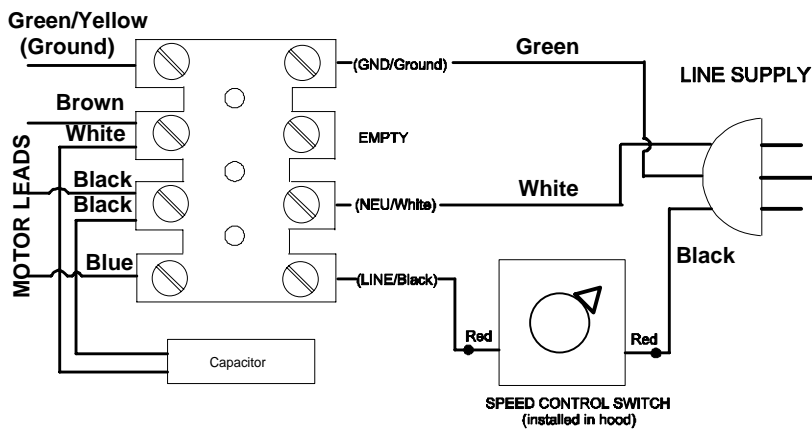 Green/Yellow
(Ground)
(GND/Ground)
Green
LINE SUPPLY
Brown
White
EMPTY
MOTOR LEADS
Black
Black
(NEU/White)
White
Blue
(LINE/Black)
Black
Red
Red
Capacitor
SPEED CONTROL SWITCH
(installed in hood)